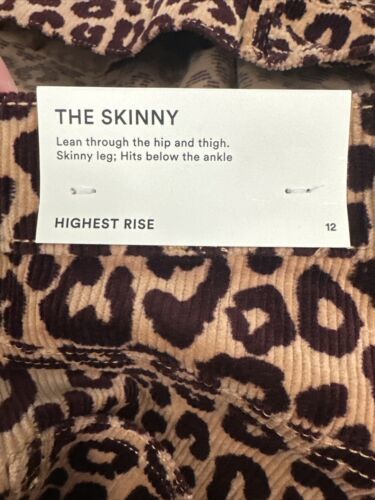 THE SKINNY
Lean through the hip and thigh.
Skinny leg; Hits below the ankle
HIGHEST RISE 12